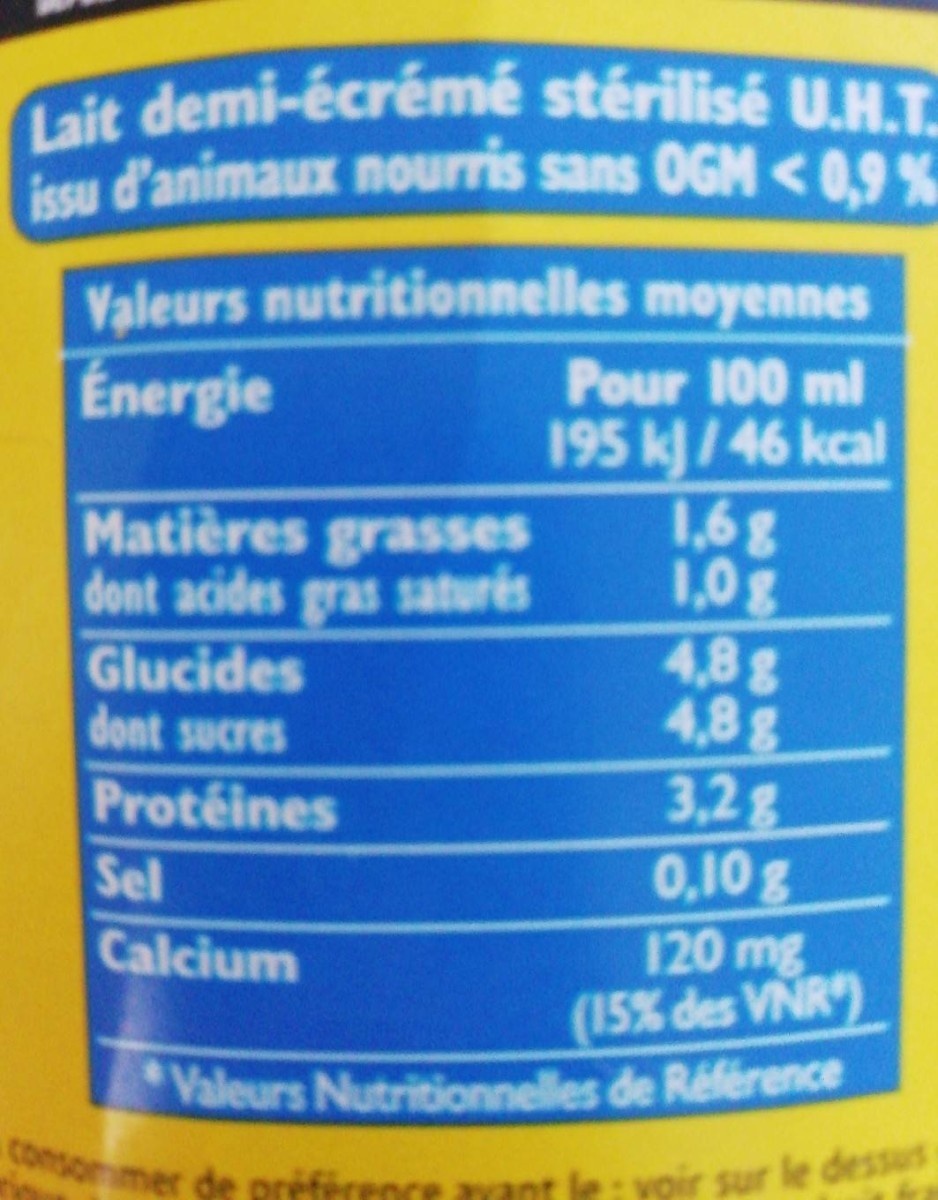 Lait demi-écrémé stérilisé U.H.T.
issu d'animaux nourris sans OGM < 0,9 %
Valeurs nutritionnelles moyennes
Énergie Pour 100 ml
195 kJ / 46 kcal
Matières grasses 1,6 g
dont acides gras saturés 1,0 g
Glucides 4,8 g
dont sucres 4,8 g
Protéines 3,2 g
Sel 0,10 g
Calcium 120 mg
(15% des VNR*)
* Valeurs Nutritionnelles de Référence
consommer de préférence avant le : voir sur le dessus